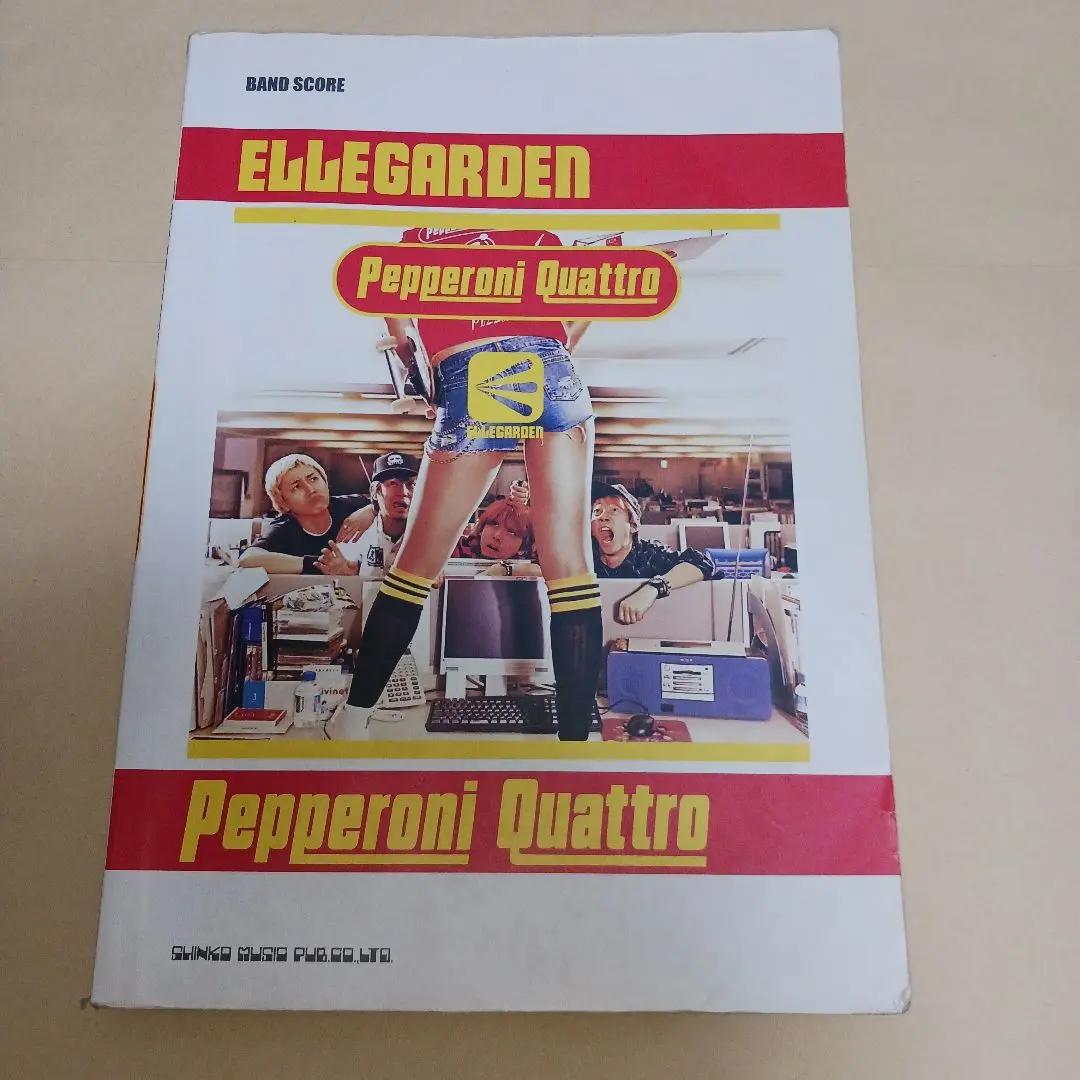 BAND SCORE
ELLEGARDEN
Pepperoni Quattro
ELLEGARDEN
Pepperoni Quattro
SHINKO MUSIC PUB.CO.,LTD.